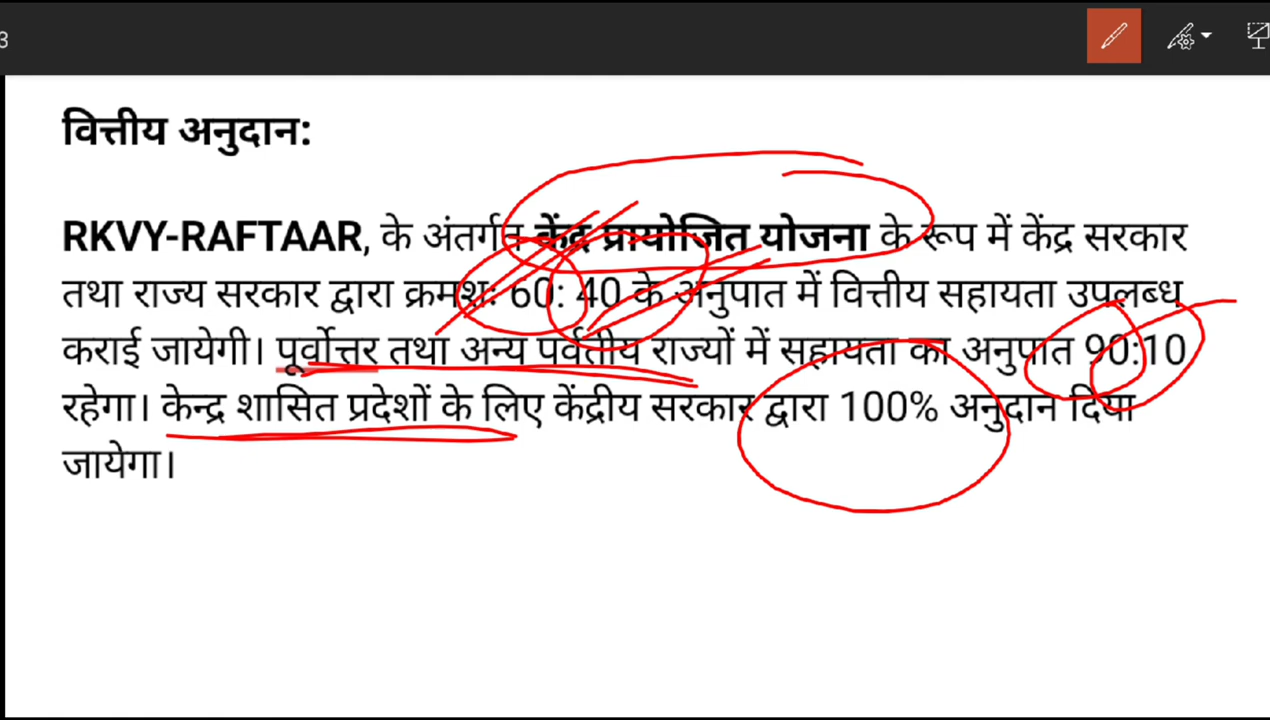 3
वित्तीय अनुदान:
RKVY-RAFTAAR, के अंतर्गत केंद्र प्रायोजित योजना के रूप में केंद्र सरकार
तथा राज्य सरकार द्वारा क्रमश: 60: 40 के अनुपात में वित्तीय सहायता उपलब्ध
कराई जायेगी। पूर्वोत्तर तथा अन्य पर्वतीय राज्यों में सहायता का अनुपात 90:10
रहेगा। केन्द्र शासित प्रदेशों के लिए केंद्रीय सरकार द्वारा 100% अनुदान दिया
जायेगा।